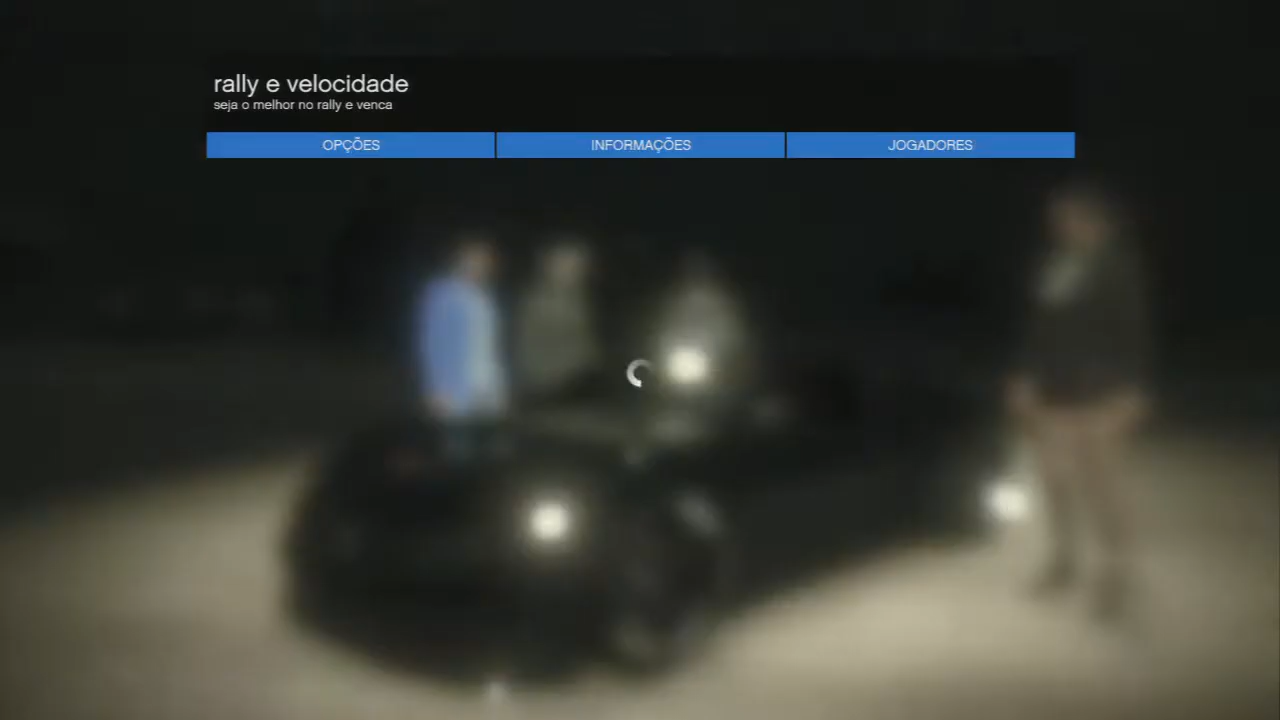 rally e velocidade
seja o melhor no rally e venca
OPÇÕES
INFORMAÇÕES
JOGADORES